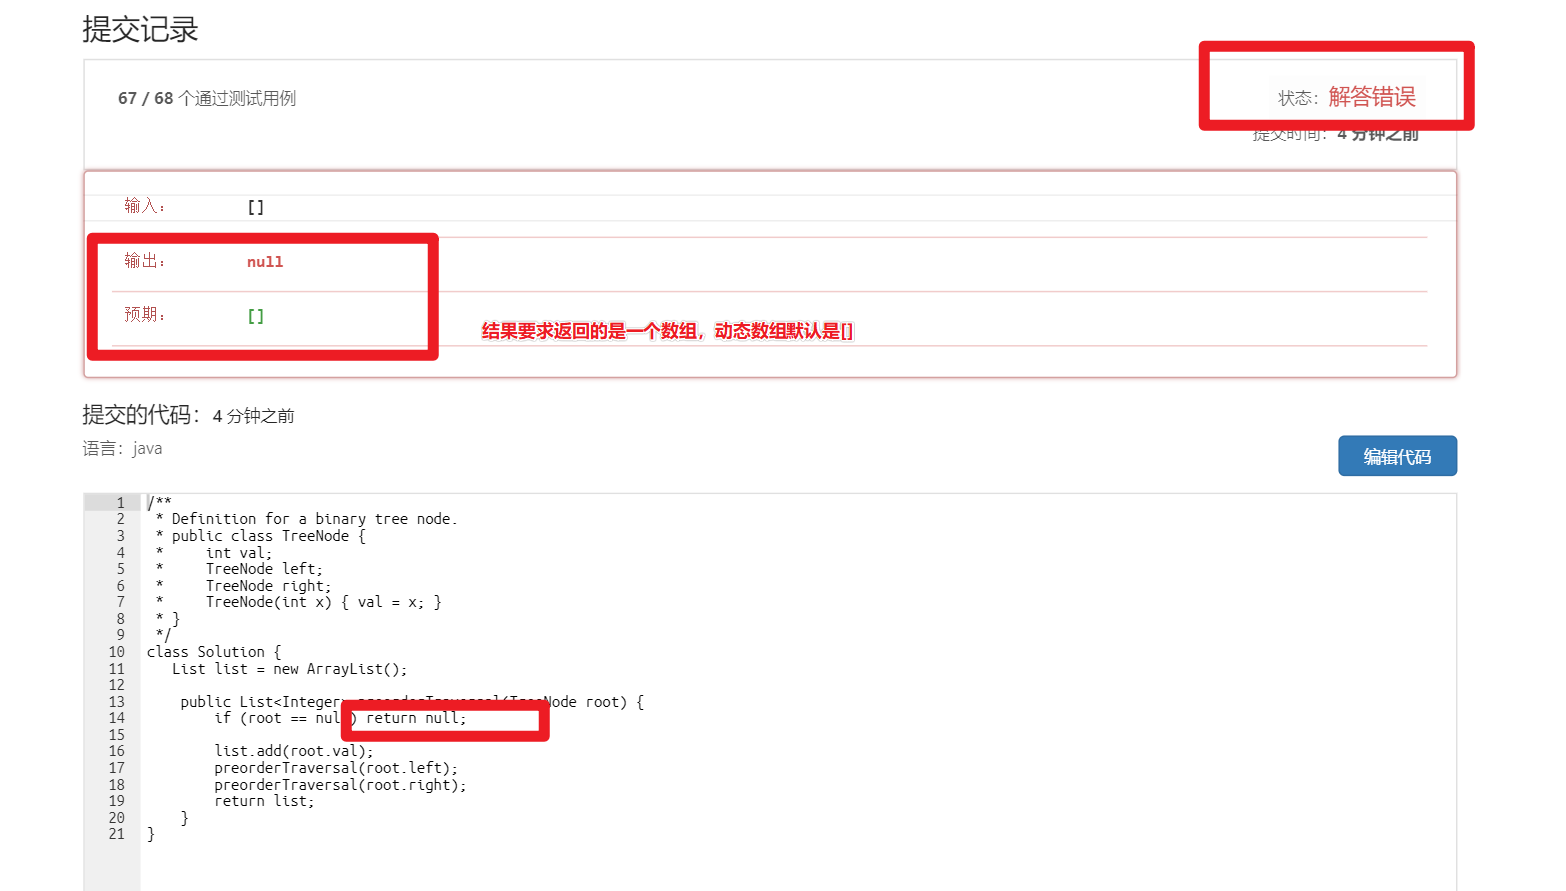 提交记录
67 / 68 个通过测试用例
状态：解答错误
提交时间：4 分钟之前
输入： []
输出： null
预期： []
结果要求返回的是一个数组，动态数组默认是[]
提交的代码：4 分钟之前
语言：java
编辑代码
1 /**
2  * Definition for a binary tree node.
3  * public class TreeNode {
4  *     int val;
5  *     TreeNode left;
6  *     TreeNode right;
7  *     TreeNode(int x) { val = x; }
8  * }
9  */
10 class Solution {
11    List list = new ArrayList();
12
13     public List<Integer> preorderTraversal(TreeNode root) {
14         if (root == null) return null;
15
16         list.add(root.val);
17         preorderTraversal(root.left);
18         preorderTraversal(root.right);
19         return list;
20     }
21 }